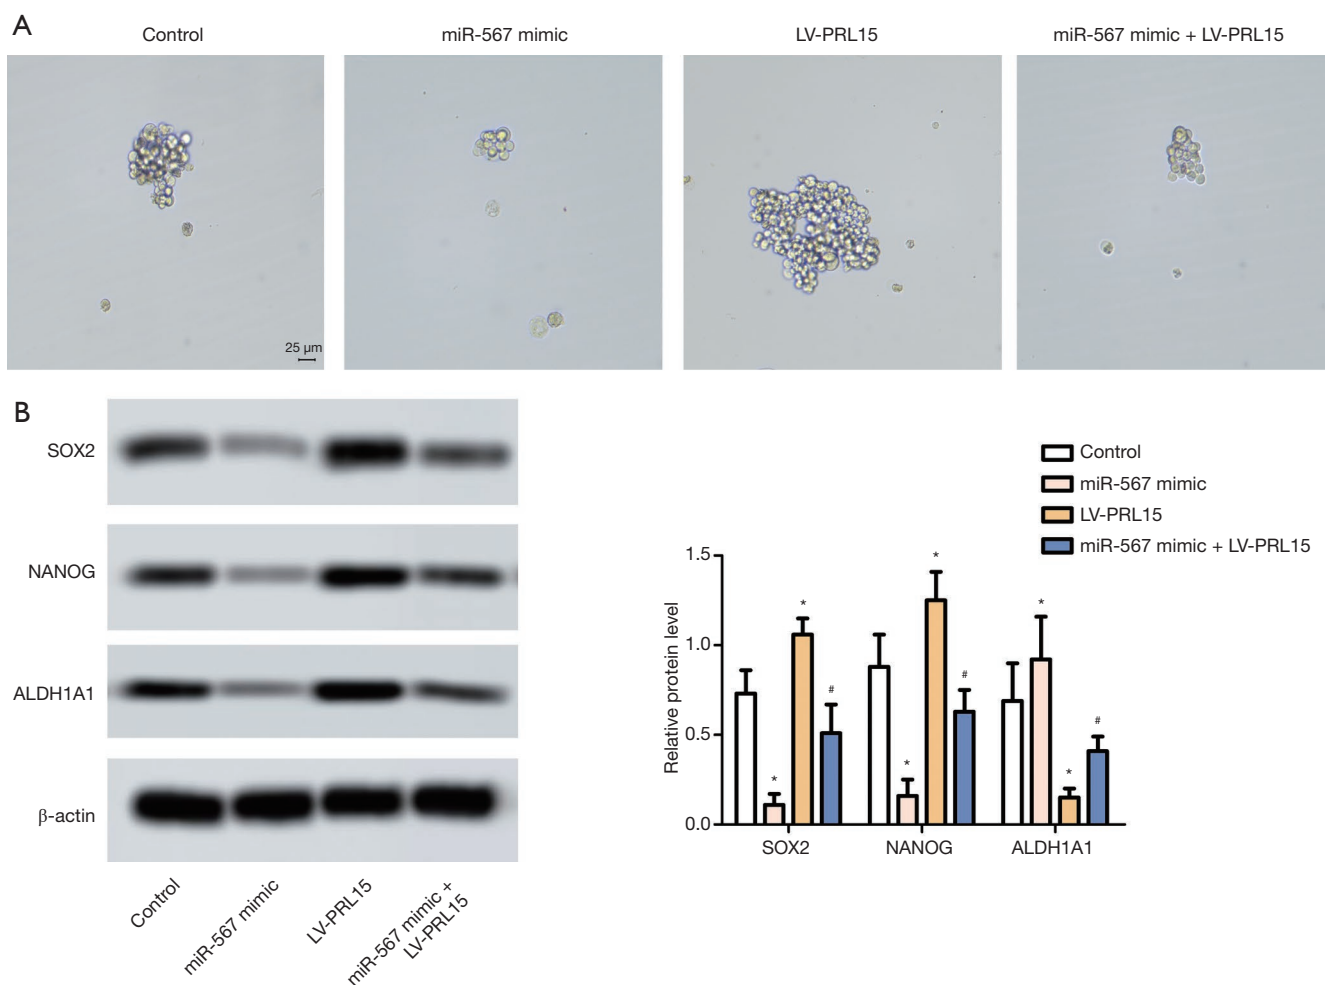 A
Control
miR-567 mimic
LV-PRL15
miR-567 mimic + LV-PRL15
25 μm
B
SOX2
NANOG
ALDH1A1
β-actin
Control
miR-567 mimic
LV-PRL15
miR-567 mimic +
LV-PRL15
Control
miR-567 mimic
LV-PRL15
miR-567 mimic + LV-PRL15
Relative protein level
1.5
1.0
0.5
0.0
* * #
* * #
* * #
SOX2
NANOG
ALDH1A1